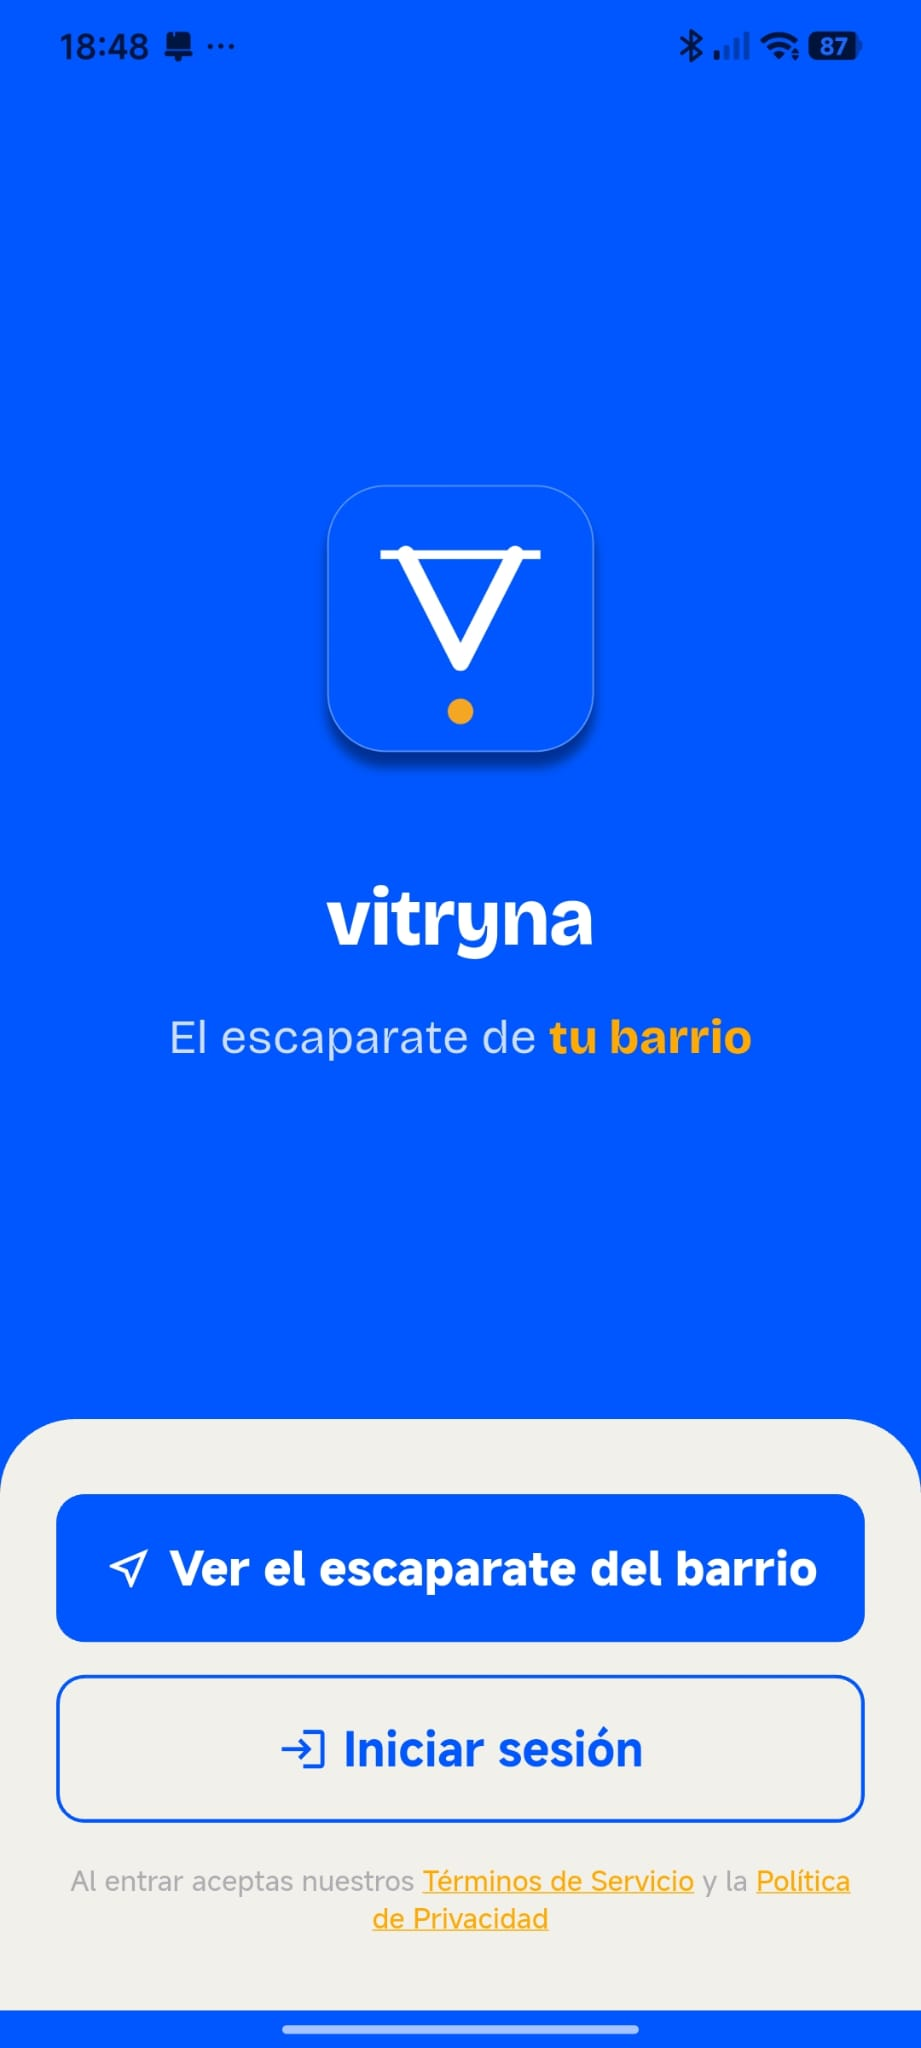 18:48
87
vitryna
El escaparate de tu barrio
Ver el escaparate del barrio
Iniciar sesión
Al entrar aceptas nuestros Términos de Servicio y la Política
de Privacidad